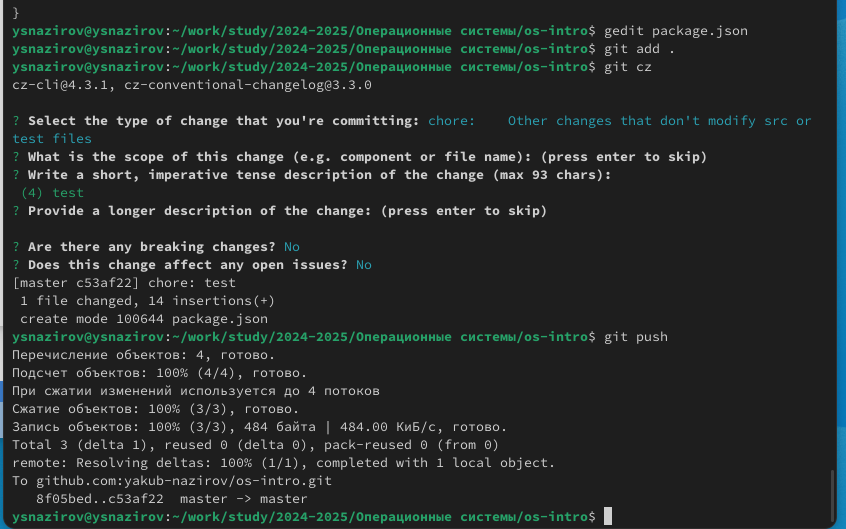 }
ysnazirov@ysnazirov:~/work/study/2024-2025/Операционные системы/os-intro$ gedit package.json
ysnazirov@ysnazirov:~/work/study/2024-2025/Операционные системы/os-intro$ git add .
ysnazirov@ysnazirov:~/work/study/2024-2025/Операционные системы/os-intro$ git cz
cz-cli@4.3.1, cz-conventional-changelog@3.3.0

? Select the type of change that you're committing: chore:    Other changes that don't modify src or
test files
? What is the scope of this change (e.g. component or file name): (press enter to skip)
? Write a short, imperative tense description of the change (max 93 chars):
 (4) test
? Provide a longer description of the change: (press enter to skip)

? Are there any breaking changes? No
? Does this change affect any open issues? No
[master c53af22] chore: test
 1 file changed, 14 insertions(+)
 create mode 100644 package.json
ysnazirov@ysnazirov:~/work/study/2024-2025/Операционные системы/os-intro$ git push
Перечисление объектов: 4, готово.
Подсчет объектов: 100% (4/4), готово.
При сжатии изменений используется до 4 потоков
Сжатие объектов: 100% (3/3), готово.
Запись объектов: 100% (3/3), 484 байта | 484.00 КиБ/с, готово.
Total 3 (delta 1), reused 0 (delta 0), pack-reused 0 (from 0)
remote: Resolving deltas: 100% (1/1), completed with 1 local object.
To github.com:yakub-nazirov/os-intro.git
   8f05bed..c53af22  master -> master
ysnazirov@ysnazirov:~/work/study/2024-2025/Операционные системы/os-intro$